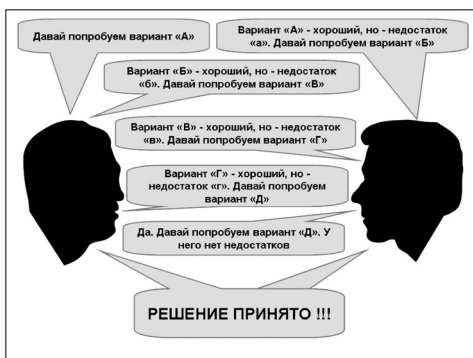 Давай попробуем вариант «А»
Вариант «А» - хороший, но - недостаток
«а». Давай попробуем вариант «Б»
Вариант «Б» - хороший, но - недостаток
«б». Давай попробуем вариант «В»
Вариант «В» - хороший, но - недостаток
«в». Давай попробуем вариант «Г»
Вариант «Г» - хороший, но -
недостаток «г». Давай попробуем
вариант «Д»
Да. Давай попробуем вариант «Д». У
него нет недостатков
РЕШЕНИЕ ПРИНЯТО !!!